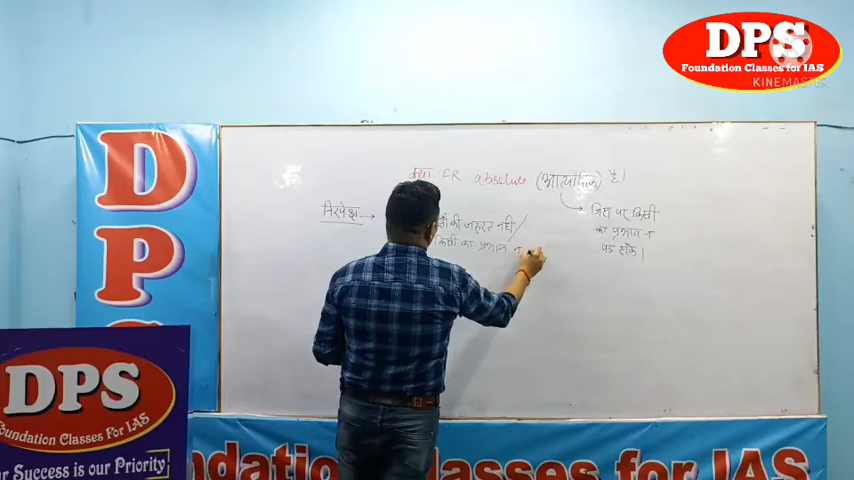 DPS
Foundation Classes for IAS
KINEMASTER
क्या FR absolute (आत्यांतिक) है।
निरपेक्ष → की जरूरत नहीं /
किसी का प्रभाव न
जिस पर किसी
का प्रभाव न
पड़ सके।
D
P
DPS
Foundation Classes for IAS
ur Success is our Priority
Classes for IAS